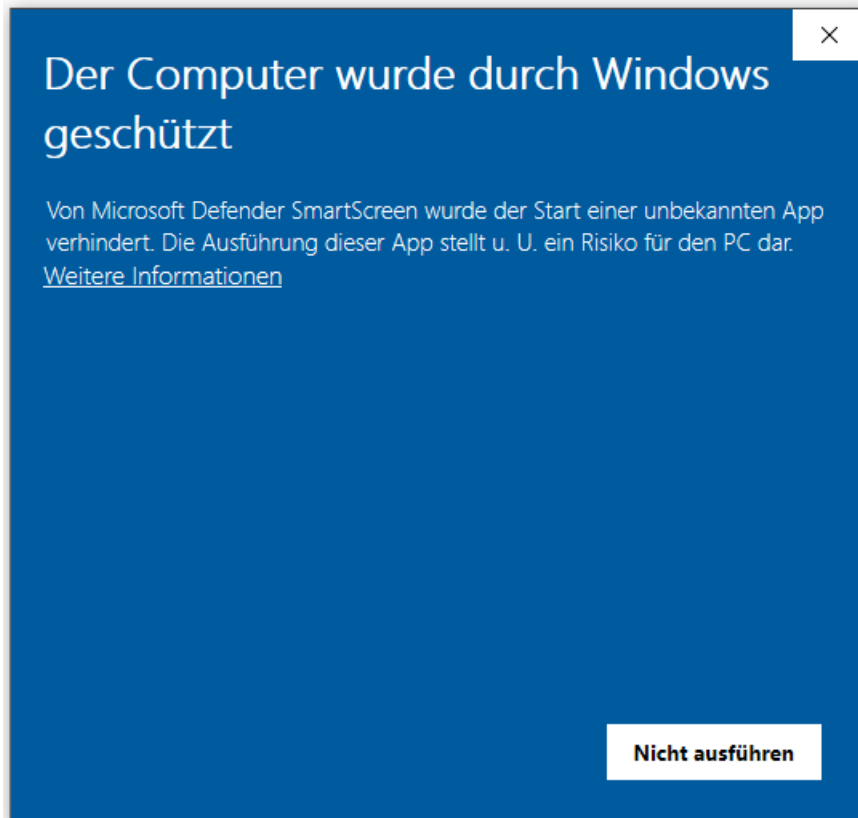 Der Computer wurde durch Windows
geschützt
Von Microsoft Defender SmartScreen wurde der Start einer unbekannten App
verhindert. Die Ausführung dieser App stellt u. U. ein Risiko für den PC dar.
Weitere Informationen
Nicht ausführen